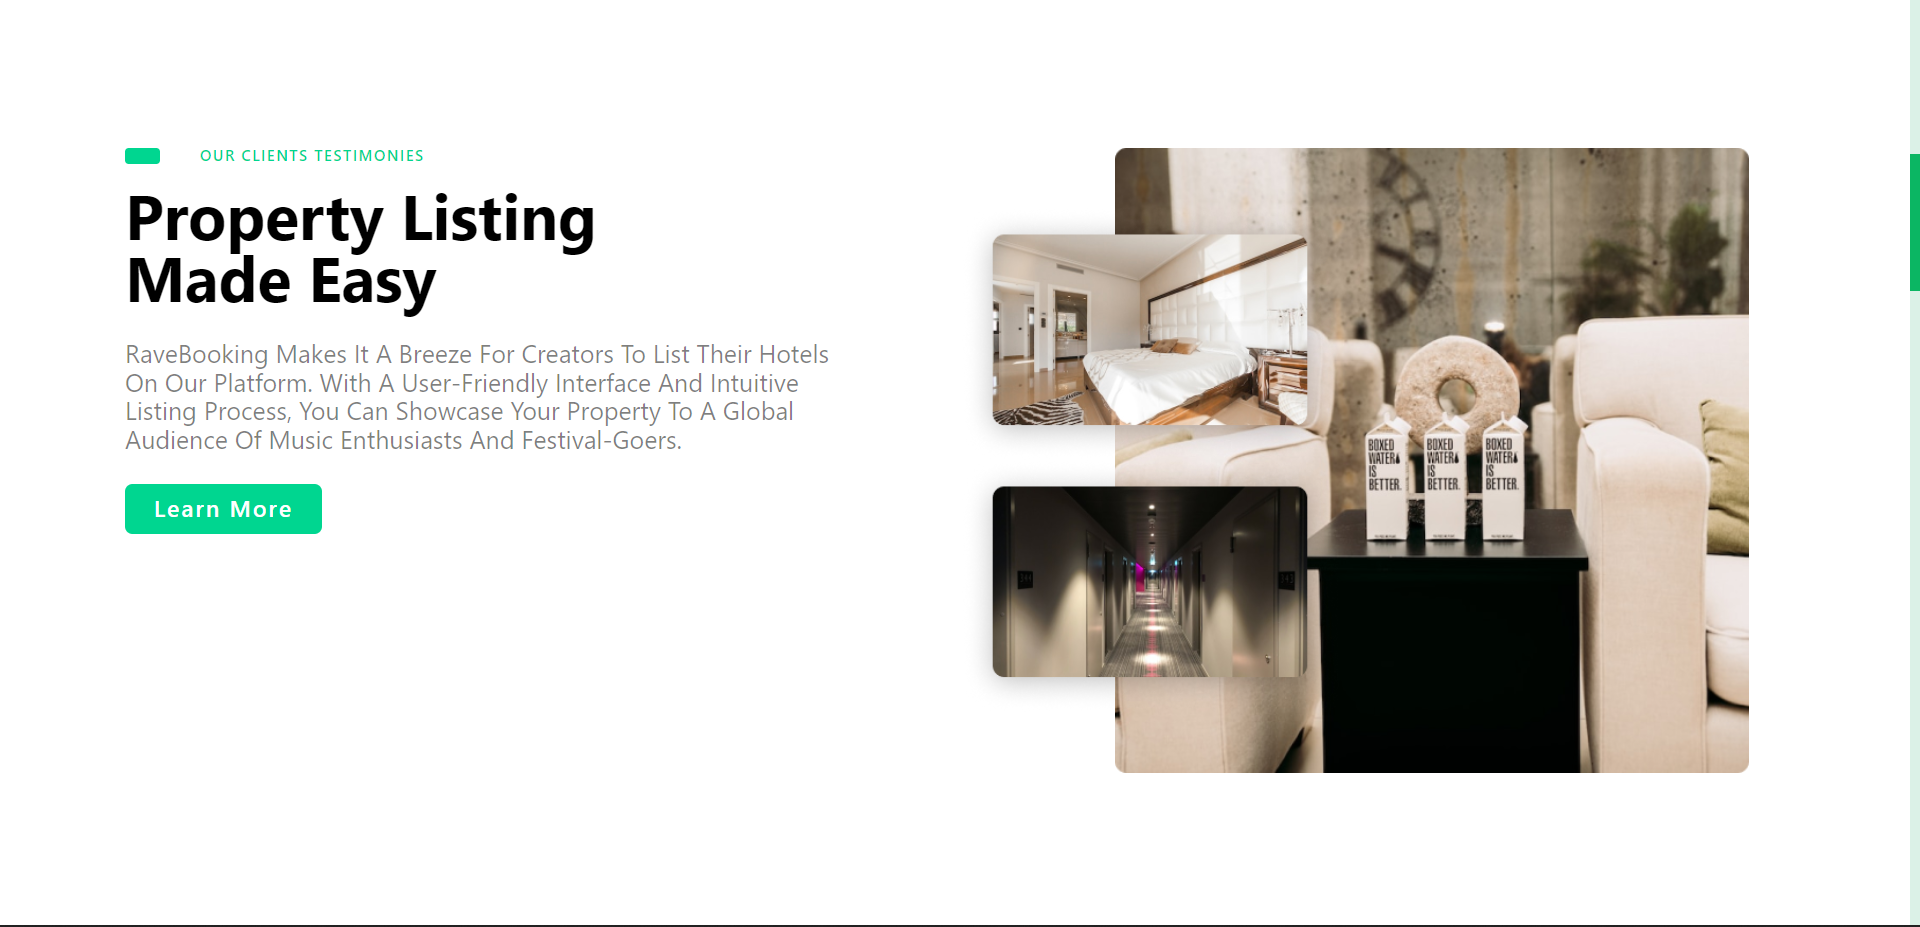 OUR CLIENTS TESTIMONIES
Property Listing
Made Easy
RaveBooking Makes It A Breeze For Creators To List Their Hotels
On Our Platform. With A User-Friendly Interface And Intuitive
Listing Process, You Can Showcase Your Property To A Global
Audience Of Music Enthusiasts And Festival-Goers.
Learn More
BOXED
WATER
IS
BETTER.
BOXED
WATER
IS
BETTER.
BOXED
WATER
IS
BETTER.